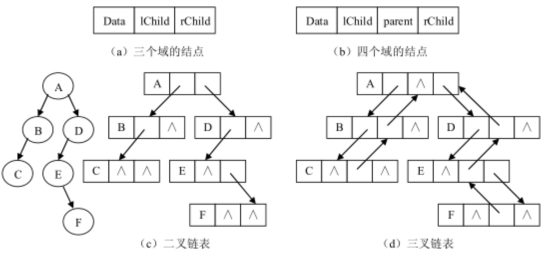 Data lChild rChild
Data lChild parent rChild
(a)三个域的结点
(b)四个域的结点
A
B
D
C
E
F
A
B ∧
D ∧
C ∧ ∧
E ∧
F ∧ ∧
(c)二叉链表
A ∧
B ∧
D ∧
C ∧ ∧
E ∧
F ∧ ∧
(d)三叉链表